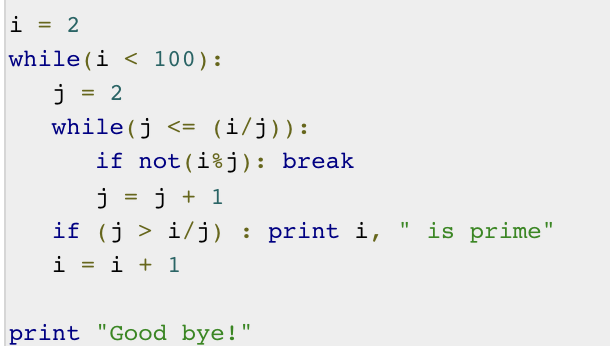 i = 2
while(i < 100):
   j = 2
   while(j <= (i/j)):
      if not(i%j): break
      j = j + 1
   if (j > i/j) : print i, " is prime"
   i = i + 1

print "Good bye!"